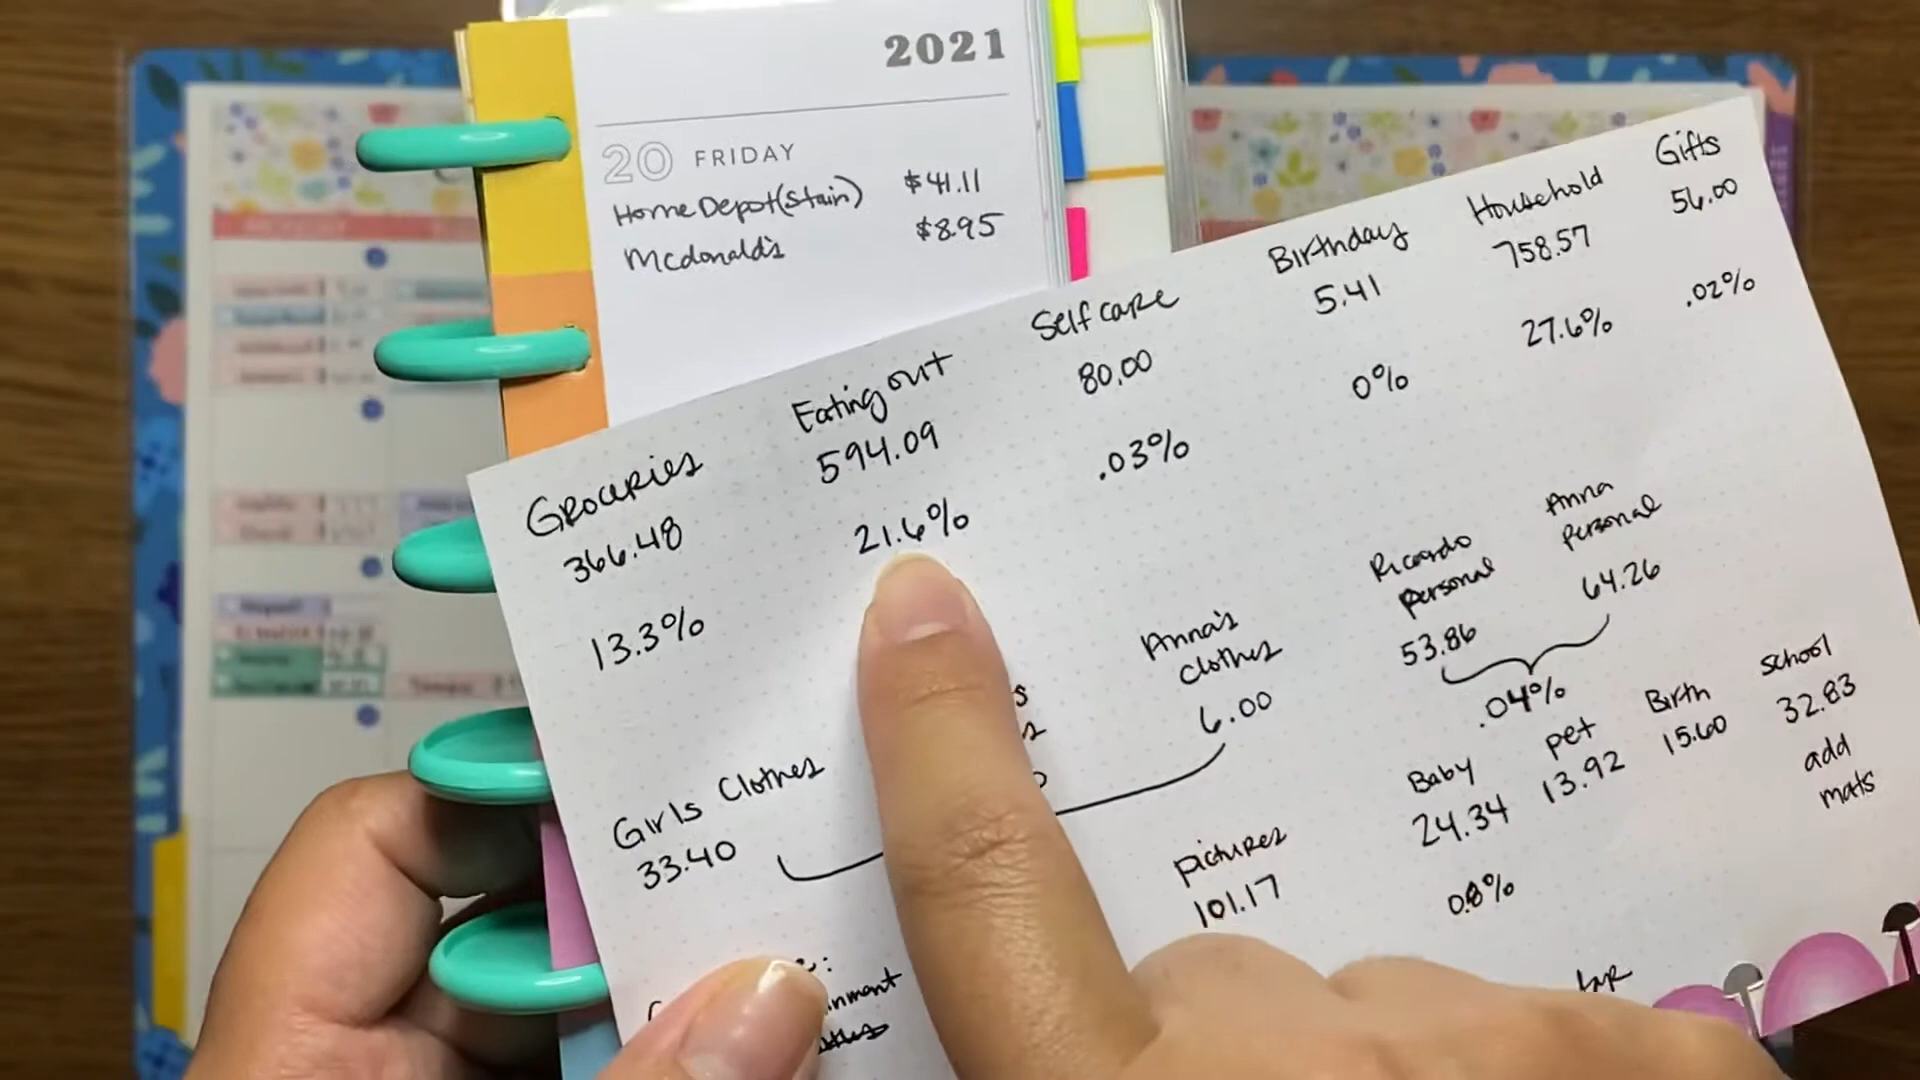 2021
20 FRIDAY
Home Depot (Stain) $41.11
Mcdonald's $8.95
Groceries
366.48
13.3%
Eating out
594.09
21.6%
Self care
80.00
.03%
Birthday
5.41
0%
Household
758.57
27.6%
Gifts
56.00
.02%
Girls Clothes
33.40
Anna's
Clothes
6.00
Ricardo
personal
53.86
Anna
Personal
64.26
.04%
pictures
101.17
Baby
24.34
pet
13.92
Birth
15.60
school
32.83
add
mats
0.8%